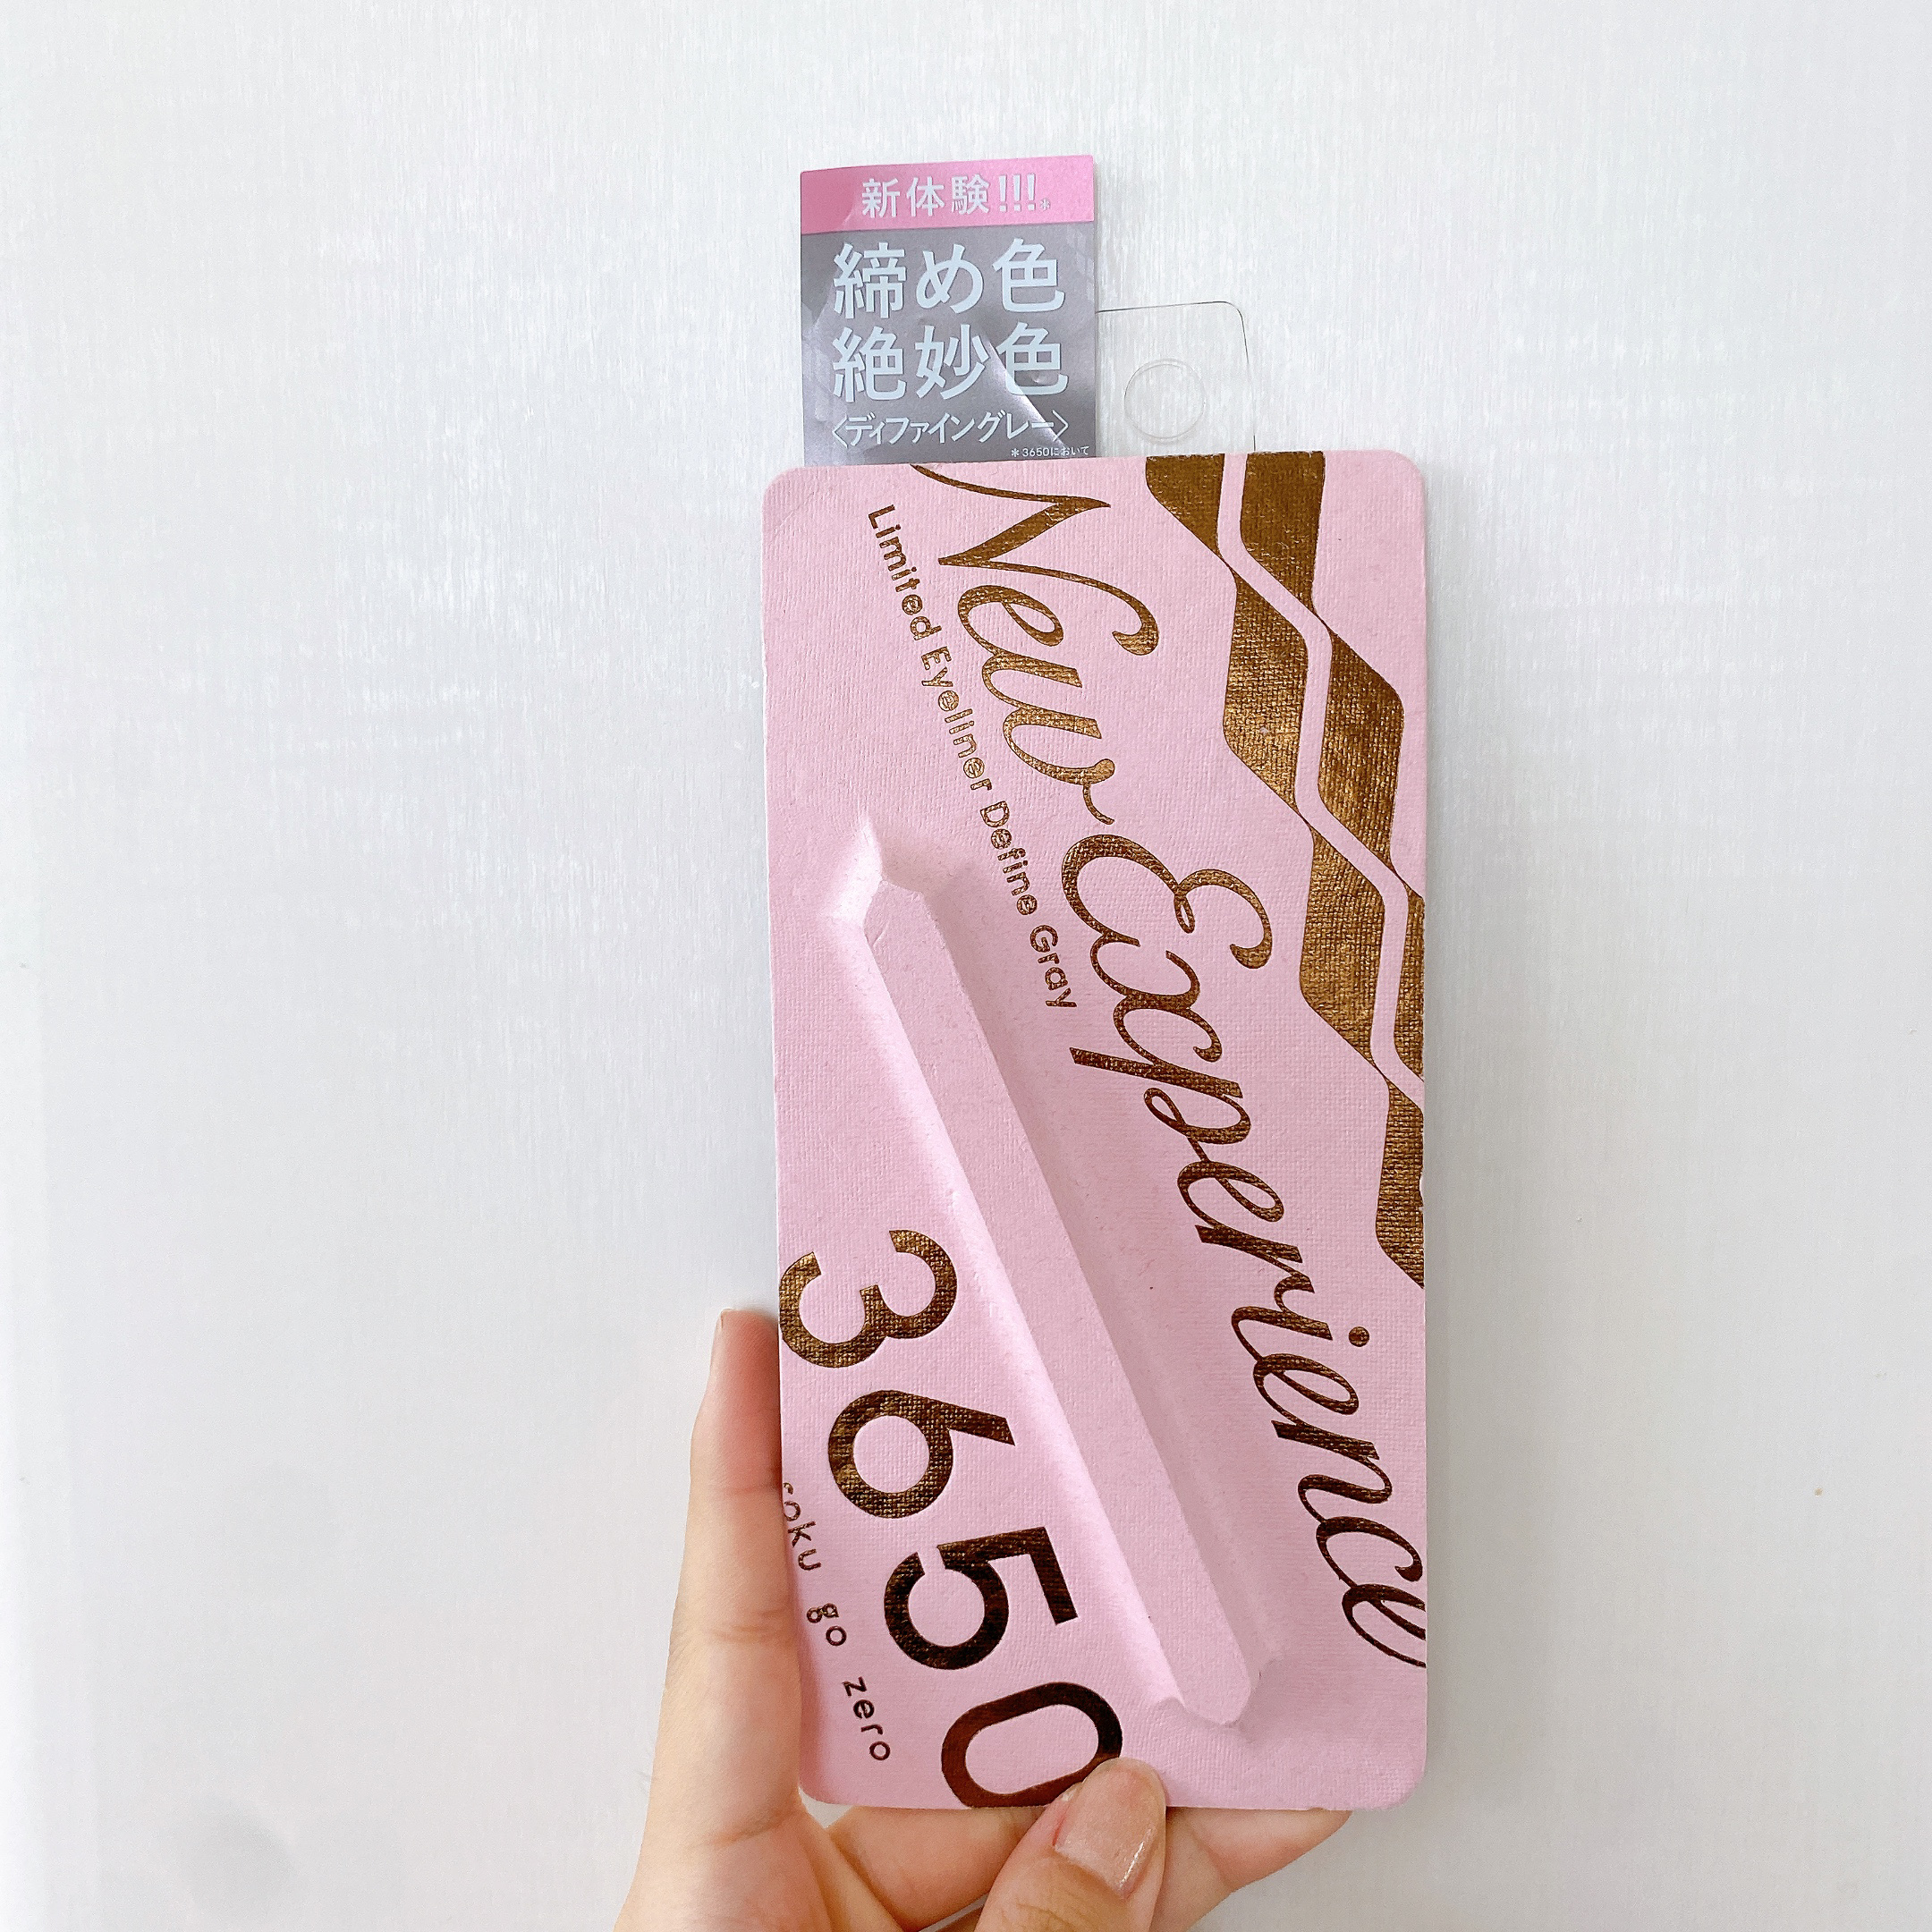 新体験!!!*
締め色
絶妙色
〈ディファイングレー〉
*3650において
New Experience
Limited Eyeliner Define Gray
3650
go zero